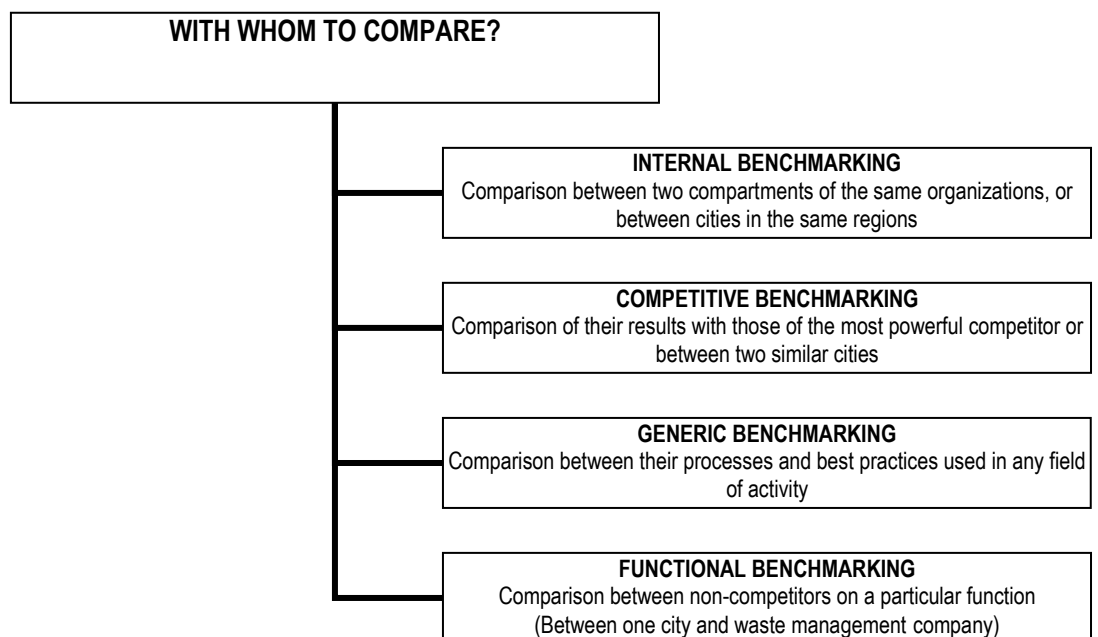 WITH WHOM TO COMPARE?
INTERNAL BENCHMARKING
Comparison between two compartments of the same organizations, or
between cities in the same regions
COMPETITIVE BENCHMARKING
Comparison of their results with those of the most powerful competitor or
between two similar cities
GENERIC BENCHMARKING
Comparison between their processes and best practices used in any field
of activity
FUNCTIONAL BENCHMARKING
Comparison between non-competitors on a particular function
(Between one city and waste management company)